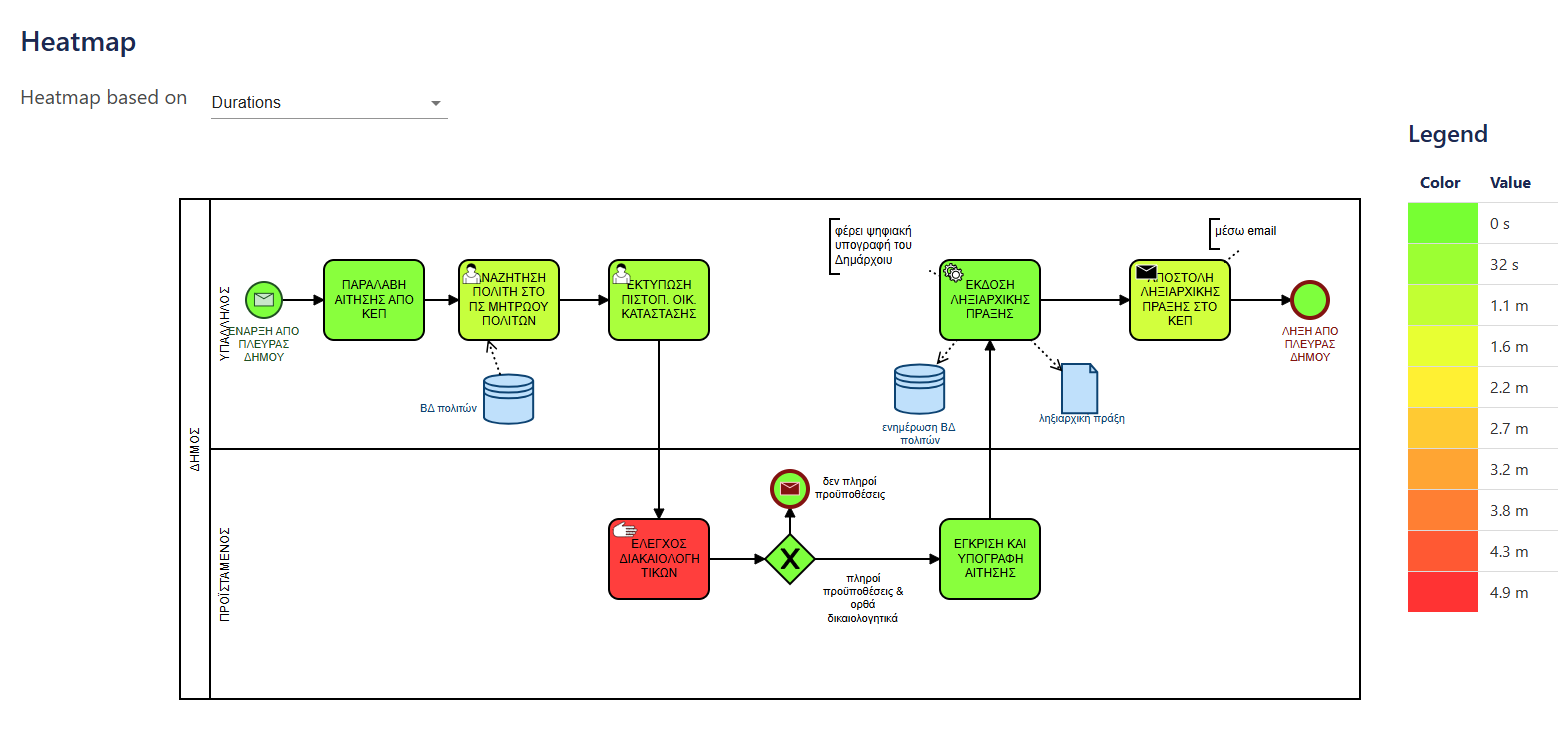 Heatmap
Heatmap based on
Durations
Legend
Color Value
0 s
32 s
1.1 m
1.6 m
2.2 m
2.7 m
3.2 m
3.8 m
4.3 m
4.9 m
ΔΗΜΟΣ
ΥΠΑΛΛΗΛΟΣ
ΕΝΑΡΞΗ ΑΠΟ
ΠΛΕΥΡΑΣ
ΔΗΜΟΥ
ΠΑΡΑΛΑΒΗ
ΑΙΤΗΣΗΣ ΑΠΟ
ΚΕΠ
ΑΝΑΖΗΤΗΣΗ
ΠΟΛΙΤΗ ΣΤΟ
ΠΣ ΜΗΤΡΩΟΥ
ΠΟΛΙΤΩΝ
ΒΔ πολιτών
ΕΚΤΥΠΩΣΗ
ΠΙΣΤΟΠ. ΟΙΚ.
ΚΑΤΑΣΤΑΣΗΣ
φέρει ψηφιακή
υπογραφή του
Δημάρχοιυ
ΕΚΔΟΣΗ
ΛΗΞΙΑΡΧΙΚΗΣ
ΠΡΑΞΗΣ
ενημέρωση ΒΔ
πολιτών
ληξιαρχική πράξη
μέσω email
ΑΠΟΣΤΟΛΗ
ΛΗΞΙΑΡΧΙΚΗΣ
ΠΡΑΞΗΣ ΣΤΟ
ΚΕΠ
ΛΗΞΗ ΑΠΟ
ΠΛΕΥΡΑΣ
ΔΗΜΟΥ
ΠΡΟΪΣΤΑΜΕΝΟΣ
ΕΛΕΓΧΟΣ
ΔΙΑΚΑΙΟΛΟΓΗ
ΤΙΚΩΝ
δεν πληροί
προϋποθέσεις
πληροί
προϋποθέσεις &
ορθά
δικαιολογητικά
ΕΓΚΡΙΣΗ ΚΑΙ
ΥΠΟΓΡΑΦΗ
ΑΙΤΗΣΗΣ